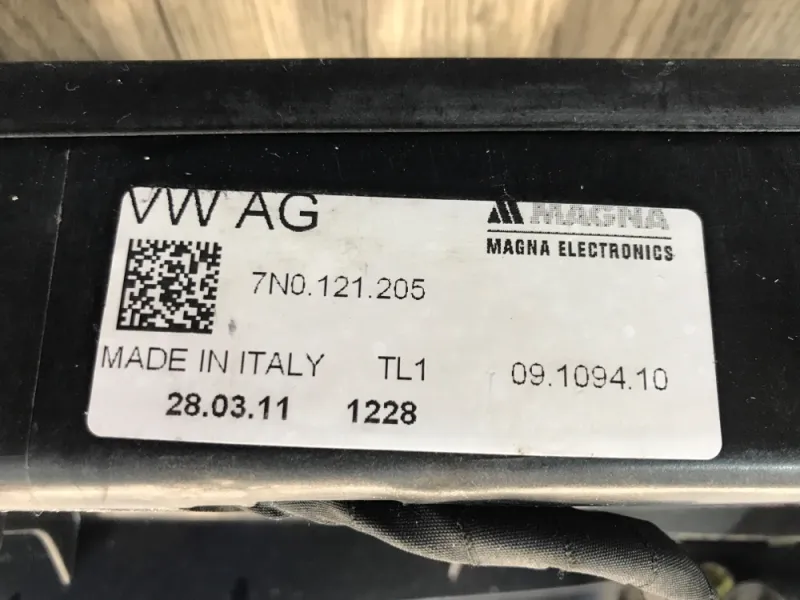 VW AG
MAGNA
MAGNA ELECTRONICS
7N0.121.205
MADE IN ITALY TL1 09.1094.10
28.03.11 1228